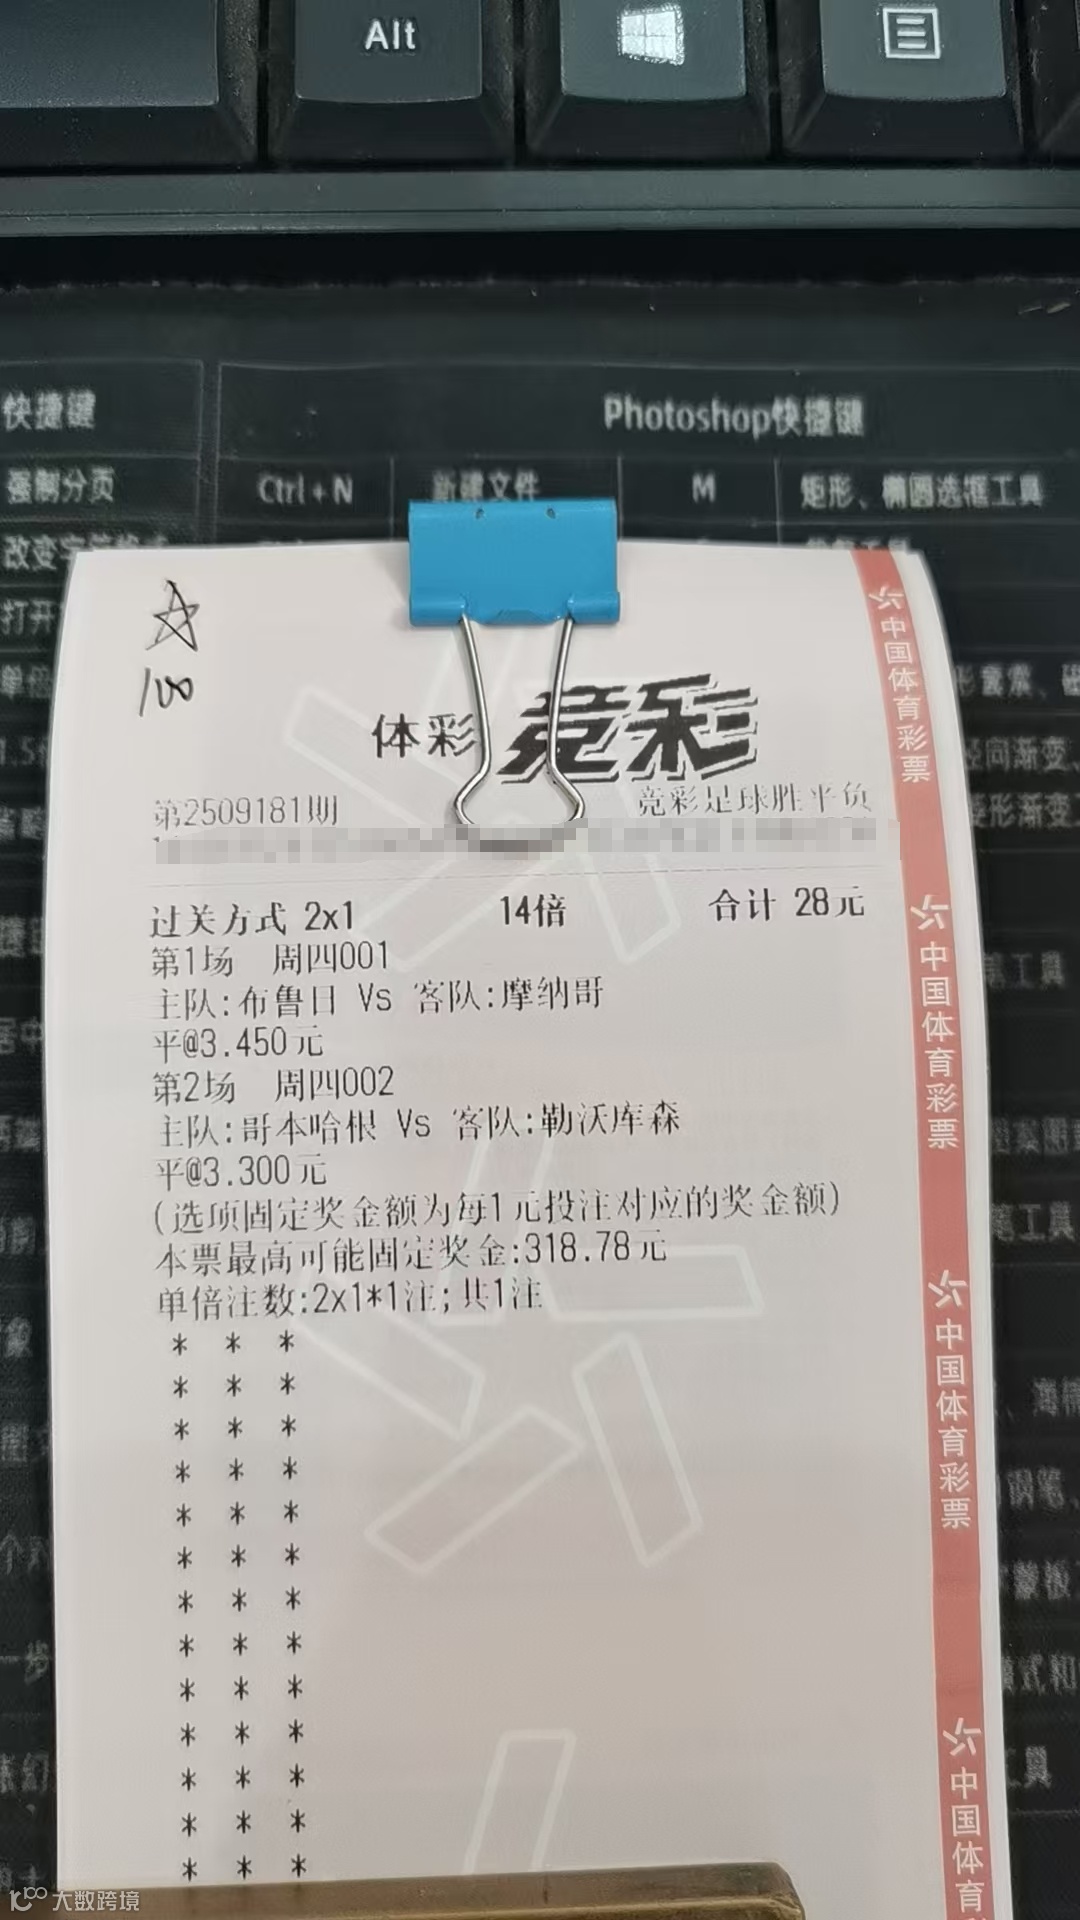 Alt
快捷键
Photoshop快捷键
强制分页
Ctrl + N
新建文件
M
矩形、椭圆选框工具
☆
100
体彩 竞彩
第2509181期
竞彩足球胜平负
过关方式 2x1 14倍 合计 28元
第1场 周四001
主队:布鲁日 Vs 客队:摩纳哥
平@3.450元
第2场 周四002
主队:哥本哈根 Vs 客队:勒沃库森
平@3.300元
(选项固定奖金额为每1元投注对应的奖金额)
本票最高可能固定奖金:318.78元
单倍注数:2x1*1注;共1注
* * *
* * *
* * *
* * *
* * *
* * *
* * *
* * *
* * *
* * *
* * *
* * *
* * *
中国体育彩票
中国体育彩票
中国体育彩票
中国体育
大数跨境